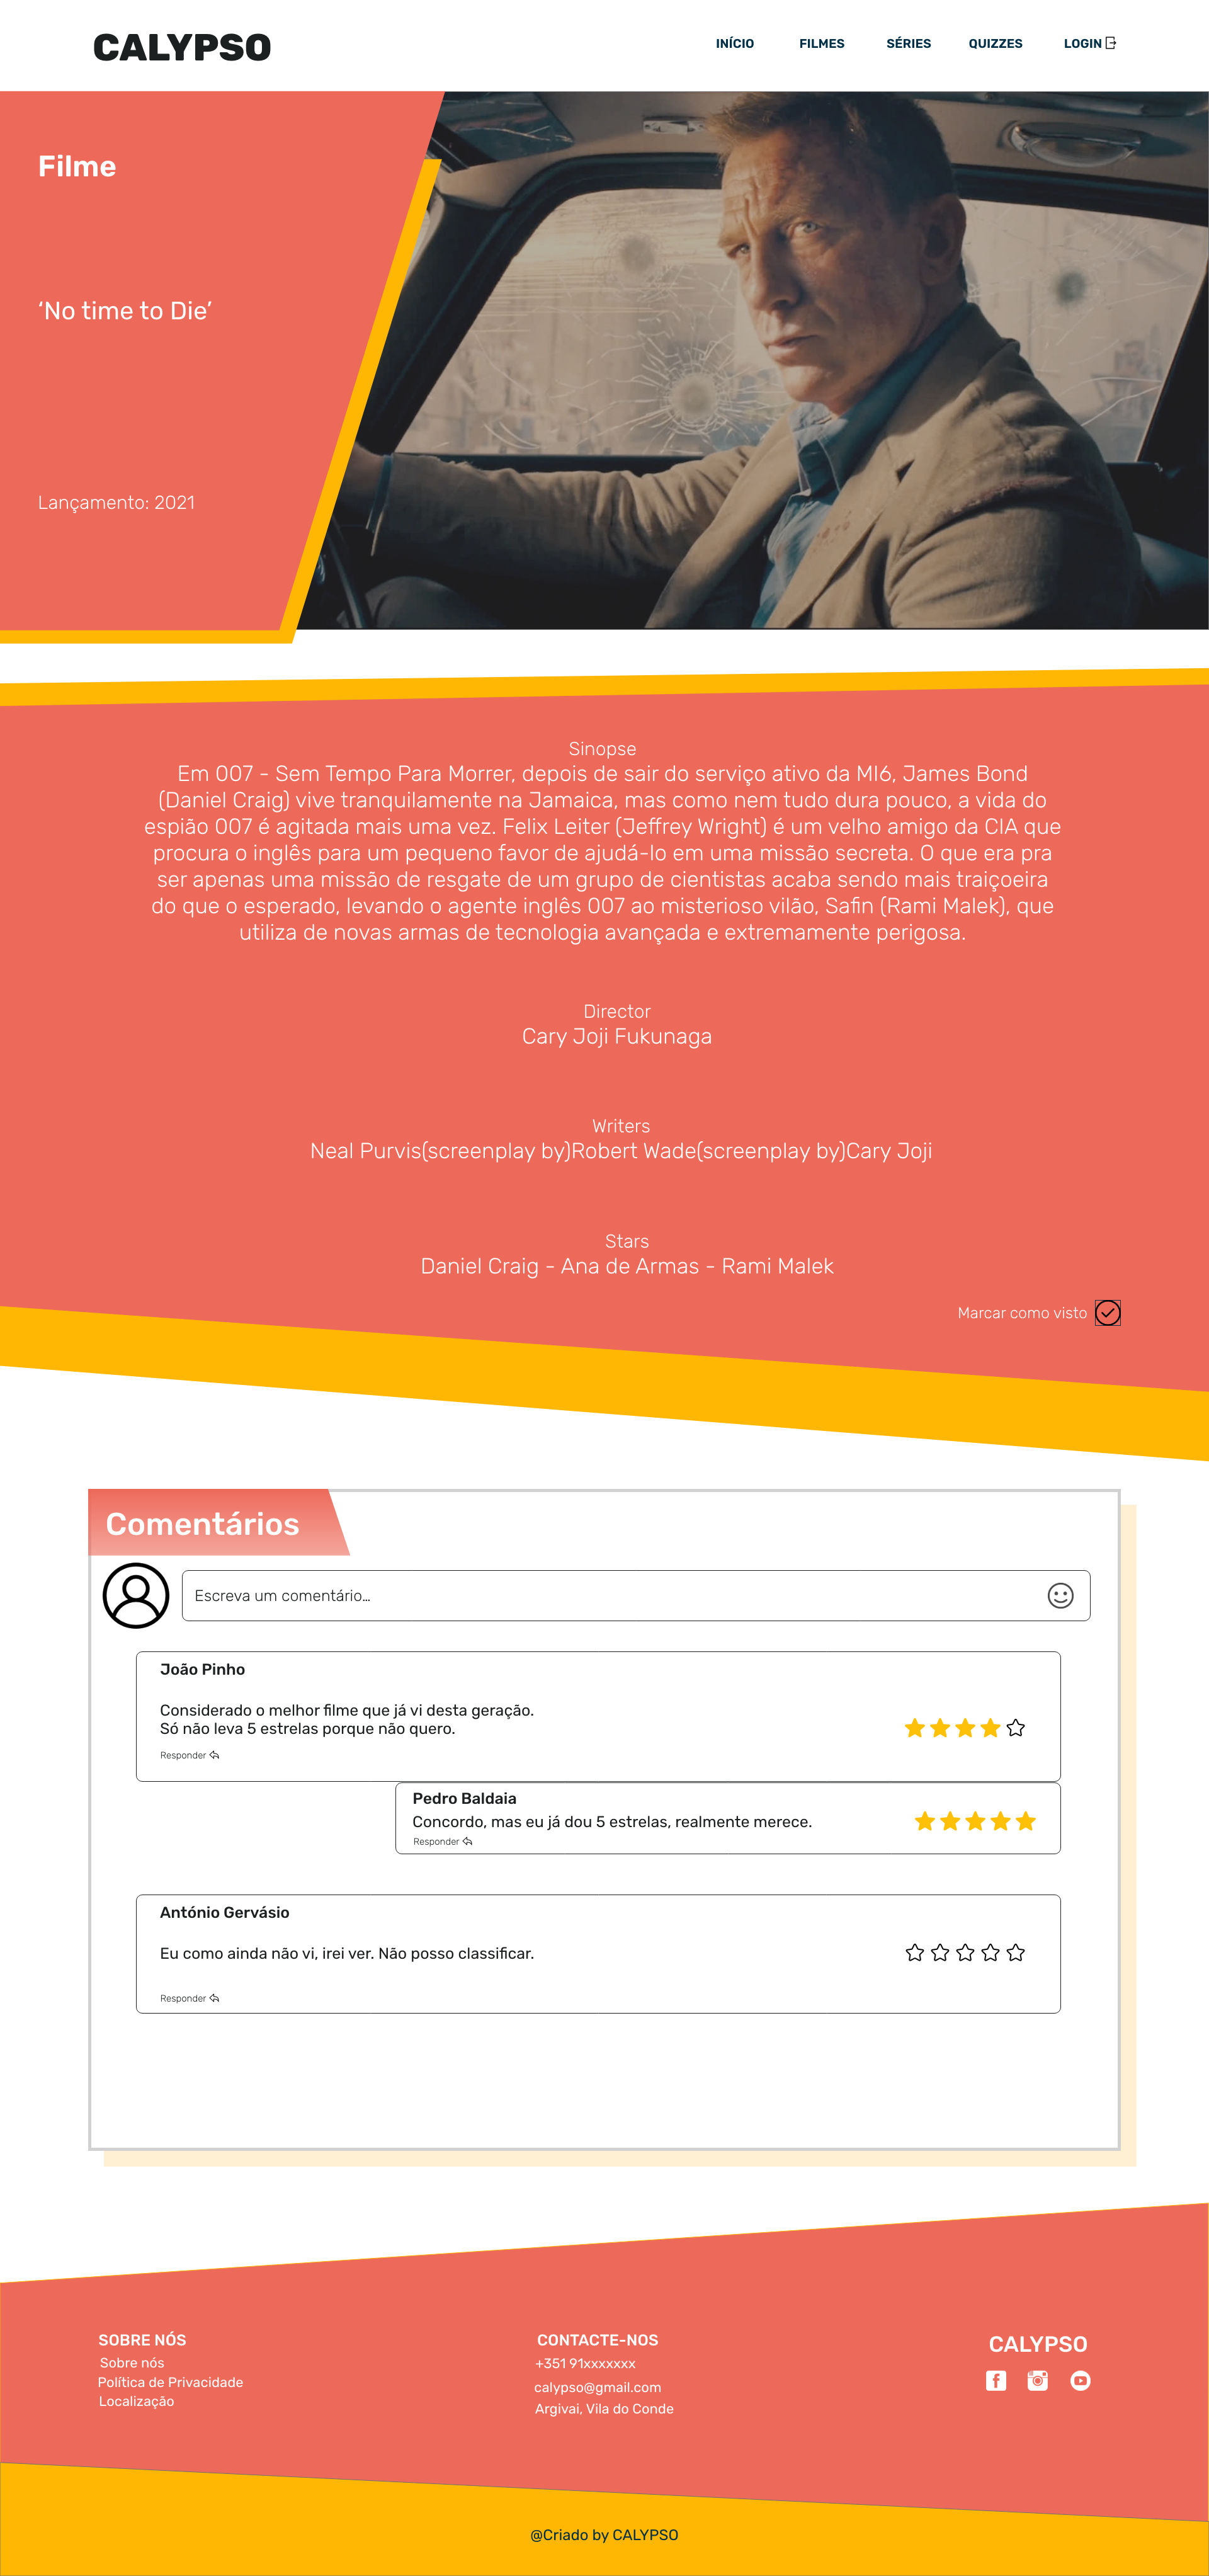 CALYPSO
INÍCIO FILMES SÉRIES QUIZZES LOGIN
Filme
‘No time to Die’
Lançamento: 2021
Sinopse
Em 007 - Sem Tempo Para Morrer, depois de sair do serviço ativo da MI6, James Bond
(Daniel Craig) vive tranquilamente na Jamaica, mas como nem tudo dura pouco, a vida do
espião 007 é agitada mais uma vez. Felix Leiter (Jeffrey Wright) é um velho amigo da CIA que
procura o inglês para um pequeno favor de ajudá-lo em uma missão secreta. O que era pra
ser apenas uma missão de resgate de um grupo de cientistas acaba sendo mais traiçoeira
do que o esperado, levando o agente inglês 007 ao misterioso vilão, Safin (Rami Malek), que
utiliza de novas armas de tecnologia avançada e extremamente perigosa.
Director
Cary Joji Fukunaga
Writers
Neal Purvis(screenplay by)Robert Wade(screenplay by)Cary Joji
Stars
Daniel Craig - Ana de Armas - Rami Malek
Marcar como visto
Comentários
Escreva um comentário...
João Pinho
Considerado o melhor filme que já vi desta geração.
Só não leva 5 estrelas porque não quero.
Responder
Pedro Baldaia
Concordo, mas eu já dou 5 estrelas, realmente merece.
Responder
António Gervásio
Eu como ainda não vi, irei ver. Não posso classificar.
Responder
SOBRE NÓS
Sobre nós
Política de Privacidade
Localização
CONTACTE-NOS
+351 91xxxxxxx
calypso@gmail.com
Argivai, Vila do Conde
CALYPSO
@Criado by CALYPSO